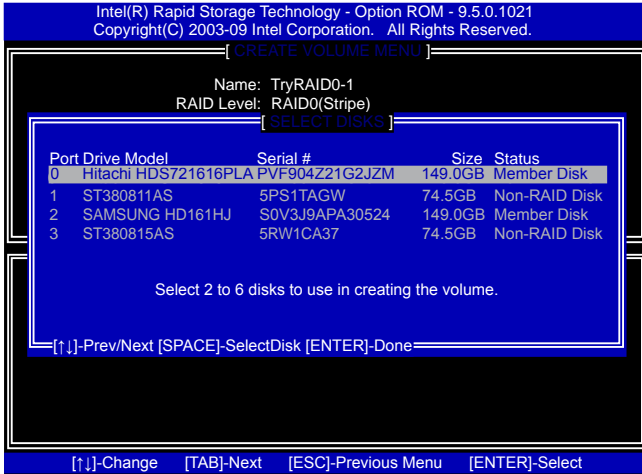 Intel(R) Rapid Storage Technology - Option ROM - 9.5.0.1021
Copyright(C) 2003-09 Intel Corporation. All Rights Reserved.
[ CREATE VOLUME MENU ]
Name: TryRAID0-1
RAID Level: RAID0(Stripe)
[ SELECT DISKS ]
Port Drive Model Serial # Size Status
0 Hitachi HDS721616PLA PVF904Z21G2JZM 149.0GB Member Disk
1 ST380811AS 5PS1TAGW 74.5GB Non-RAID Disk
2 SAMSUNG HD161HJ S0V3J9APA30524 149.0GB Member Disk
3 ST380815AS 5RW1CA37 74.5GB Non-RAID Disk
Select 2 to 6 disks to use in creating the volume.
[↑↓]-Prev/Next [SPACE]-SelectDisk [ENTER]-Done
[↑↓]-Change [TAB]-Next [ESC]-Previous Menu [ENTER]-Select